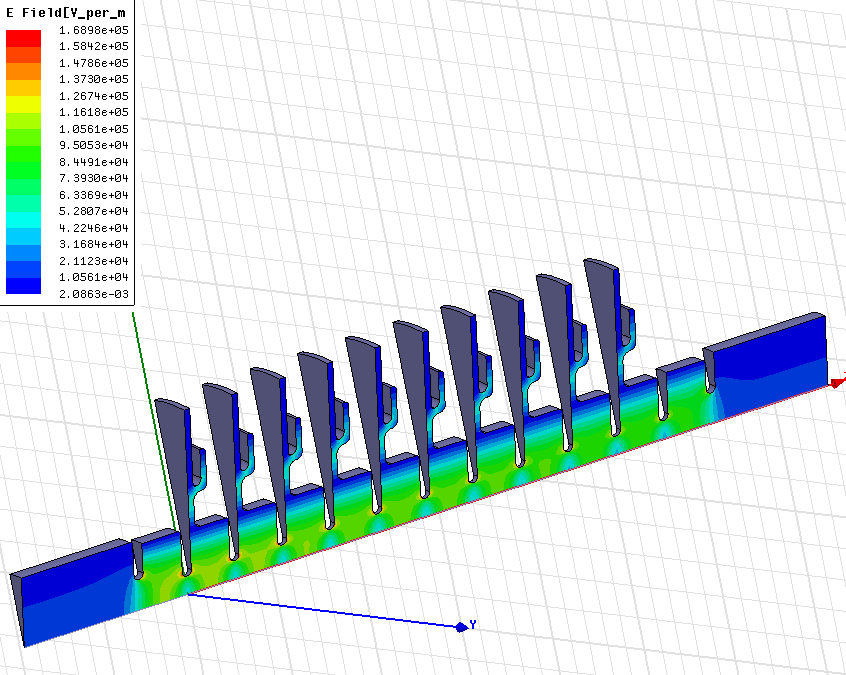 E Field[Y_per_m
1.6898e+05
1.5842e+05
1.4786e+05
1.3730e+05
1.2674e+05
1.1618e+05
1.0561e+05
9.5053e+04
8.4491e+04
7.3930e+04
6.3369e+04
5.2807e+04
4.2246e+04
3.1684e+04
2.1123e+04
1.0561e+04
2.0863e-03
Y